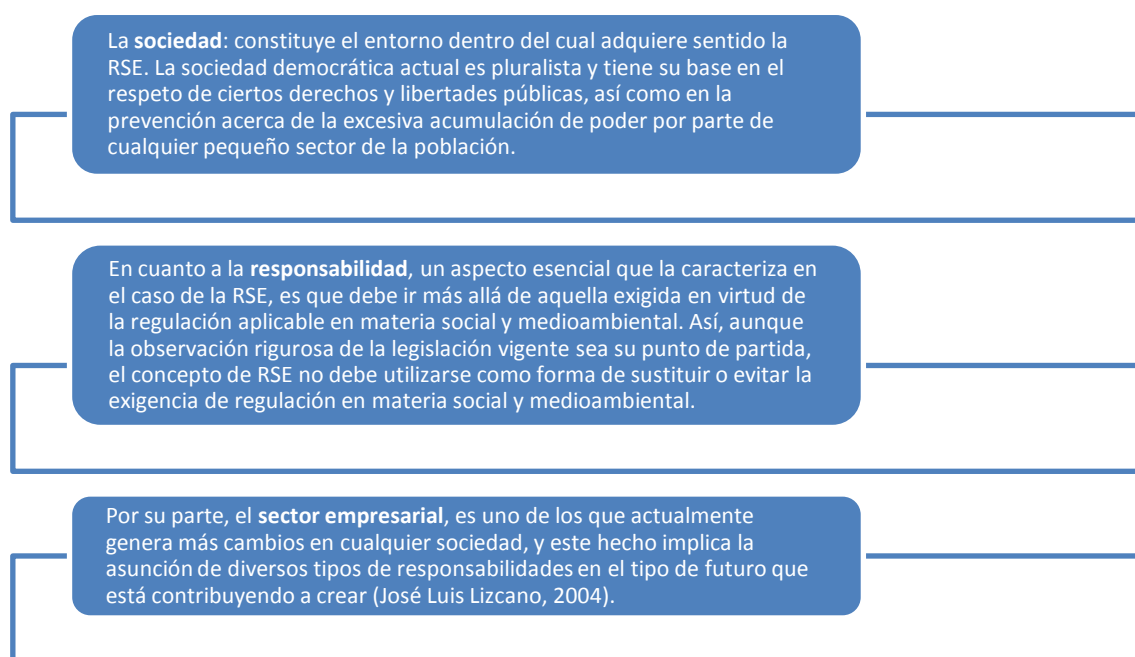 La sociedad: constituye el entorno dentro del cual adquiere sentido la
RSE. La sociedad democrática actual es pluralista y tiene su base en el
respeto de ciertos derechos y libertades públicas, así como en la
prevención acerca de la excesiva acumulación de poder por parte de
cualquier pequeño sector de la población.
En cuanto a la responsabilidad, un aspecto esencial que la caracteriza en
el caso de la RSE, es que debe ir más allá de aquella exigida en virtud de
la regulación aplicable en materia social y medioambiental. Así, aunque
la observación rigurosa de la legislación vigente sea su punto de partida,
el concepto de RSE no debe utilizarse como forma de sustituir o evitar la
exigencia de regulación en materia social y medioambiental.
Por su parte, el sector empresarial, es uno de los que actualmente
genera más cambios en cualquier sociedad, y este hecho implica la
asunción de diversos tipos de responsabilidades en el tipo de futuro que
está contribuyendo a crear (José Luis Lizcano, 2004).